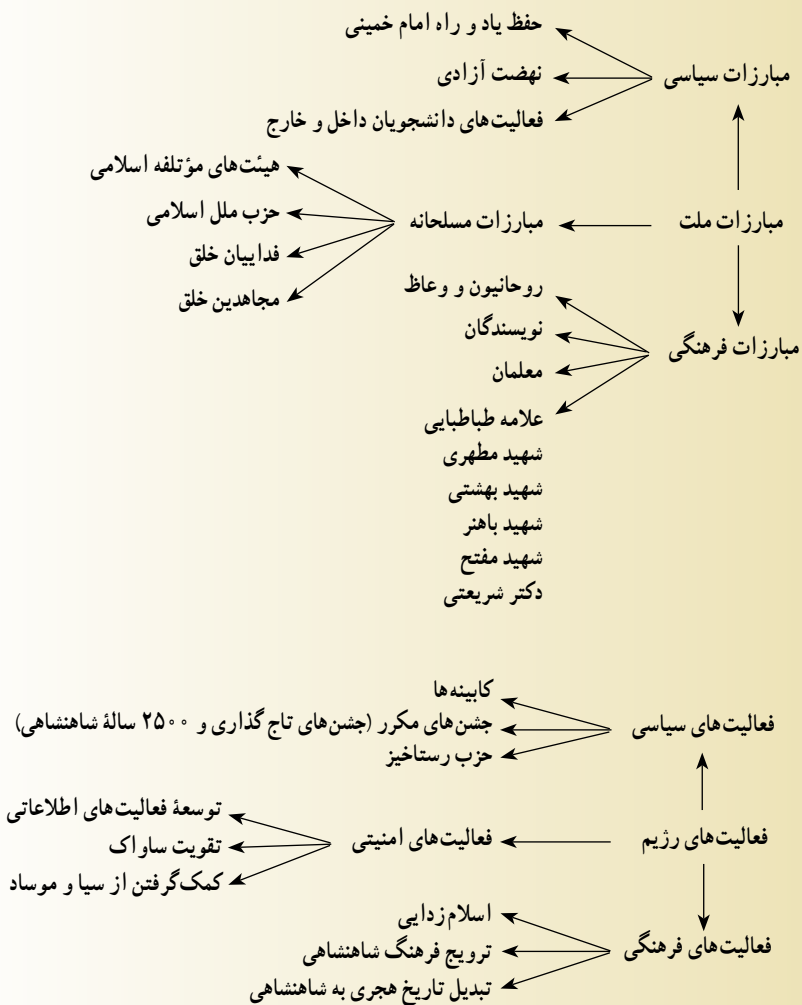 حفظ یاد و راه امام خمینی
مبارزات سیاسی
نهضت آزادی
فعالیت‌های دانشجویان داخل و خارج
هیئت‌های مؤتلفه اسلامی
حزب ملل اسلامی
مبارزات ملت
مبارزات مسلحانه
فداییان خلق
مجاهدین خلق
روحانیون و وعاظ
نویسندگان
مبارزات فرهنگی
معلمان
علامه طباطبایی
شهید مطهری
شهید بهشتی
شهید باهنر
شهید مفتح
دکتر شریعتی
کابینه‌ها
فعالیت‌های سیاسی
جشن‌های مکرر (جشن‌های تاج گذاری و ۲۵۰۰ سالۀ شاهنشاهی)
حزب رستاخیز
توسعۀ فعالیت‌های اطلاعاتی
فعالیت‌های رژیم
فعالیت‌های امنیتی
تقویت ساواک
کمک‌گرفتن از سیا و موساد
اسلام‌زدایی
فعالیت‌های فرهنگی
ترویج فرهنگ شاهنشاهی
تبدیل تاریخ هجری به شاهنشاهی